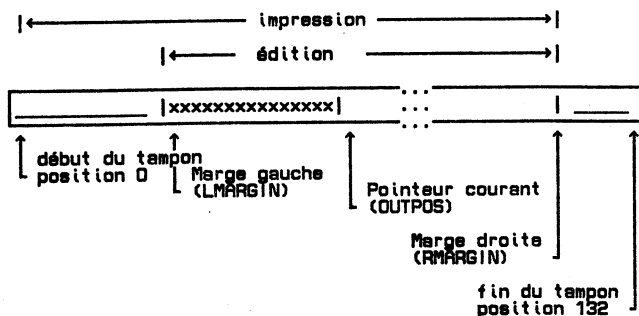 impression
édition
xxxxxxxxxxxxxxx
début du tampon
position 0
Marge gauche
(LMARGIN)
Pointeur courant
(OUTPOS)
Marge droite
(RMARGIN)
fin du tampon
position 132